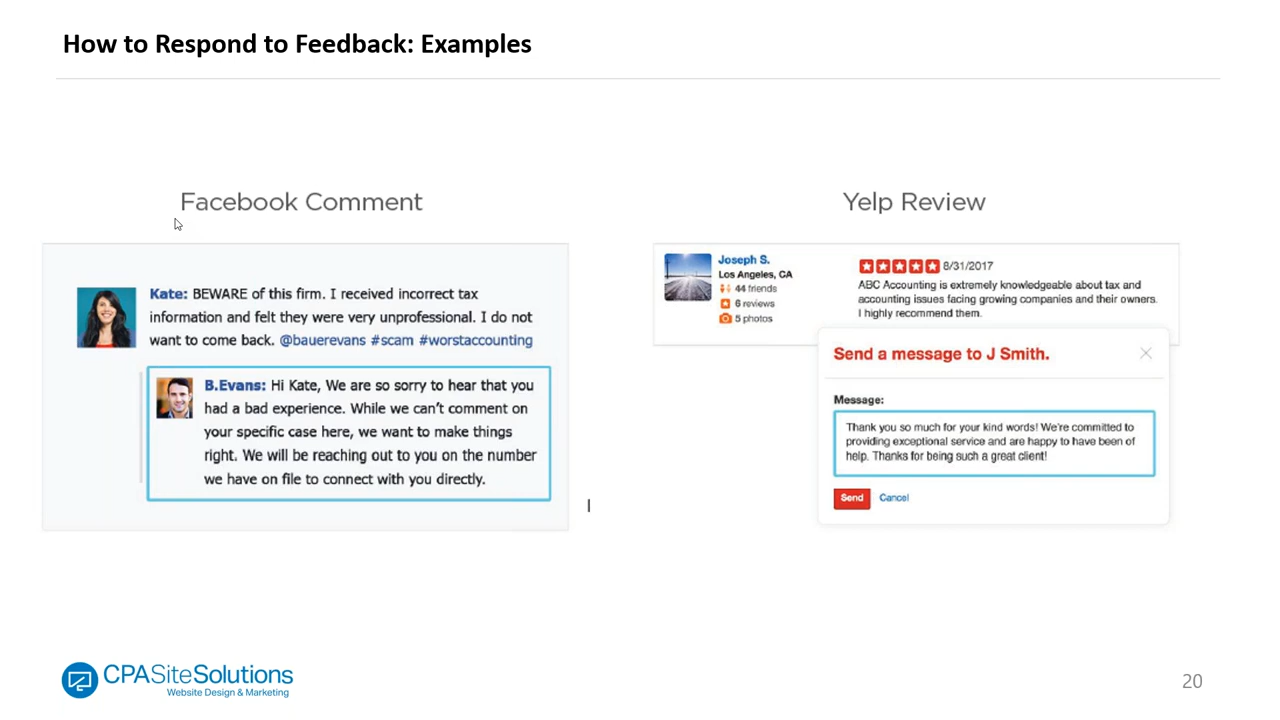 How to Respond to Feedback: Examples
Facebook Comment
Kate: BEWARE of this firm. I received incorrect tax
information and felt they were very unprofessional. I do not
want to come back. @bauerevans #scam #worstaccounting
B.Evans: Hi Kate, We are so sorry to hear that you
had a bad experience. While we can't comment on
your specific case here, we want to make things
right. We will be reaching out to you on the number
we have on file to connect with you directly.
Yelp Review
Joseph S.
Los Angeles, CA
44 friends
6 reviews
5 photos
8/31/2017
ABC Accounting is extremely knowledgeable about tax and
accounting issues facing growing companies and their owners.
I highly recommend them.
Send a message to J Smith.
Message:
Thank you so much for your kind words! We're committed to
providing exceptional service and are happy to have been of
help. Thanks for being such a great client!
Send Cancel
CPASiteSolutions
Website Design & Marketing
20